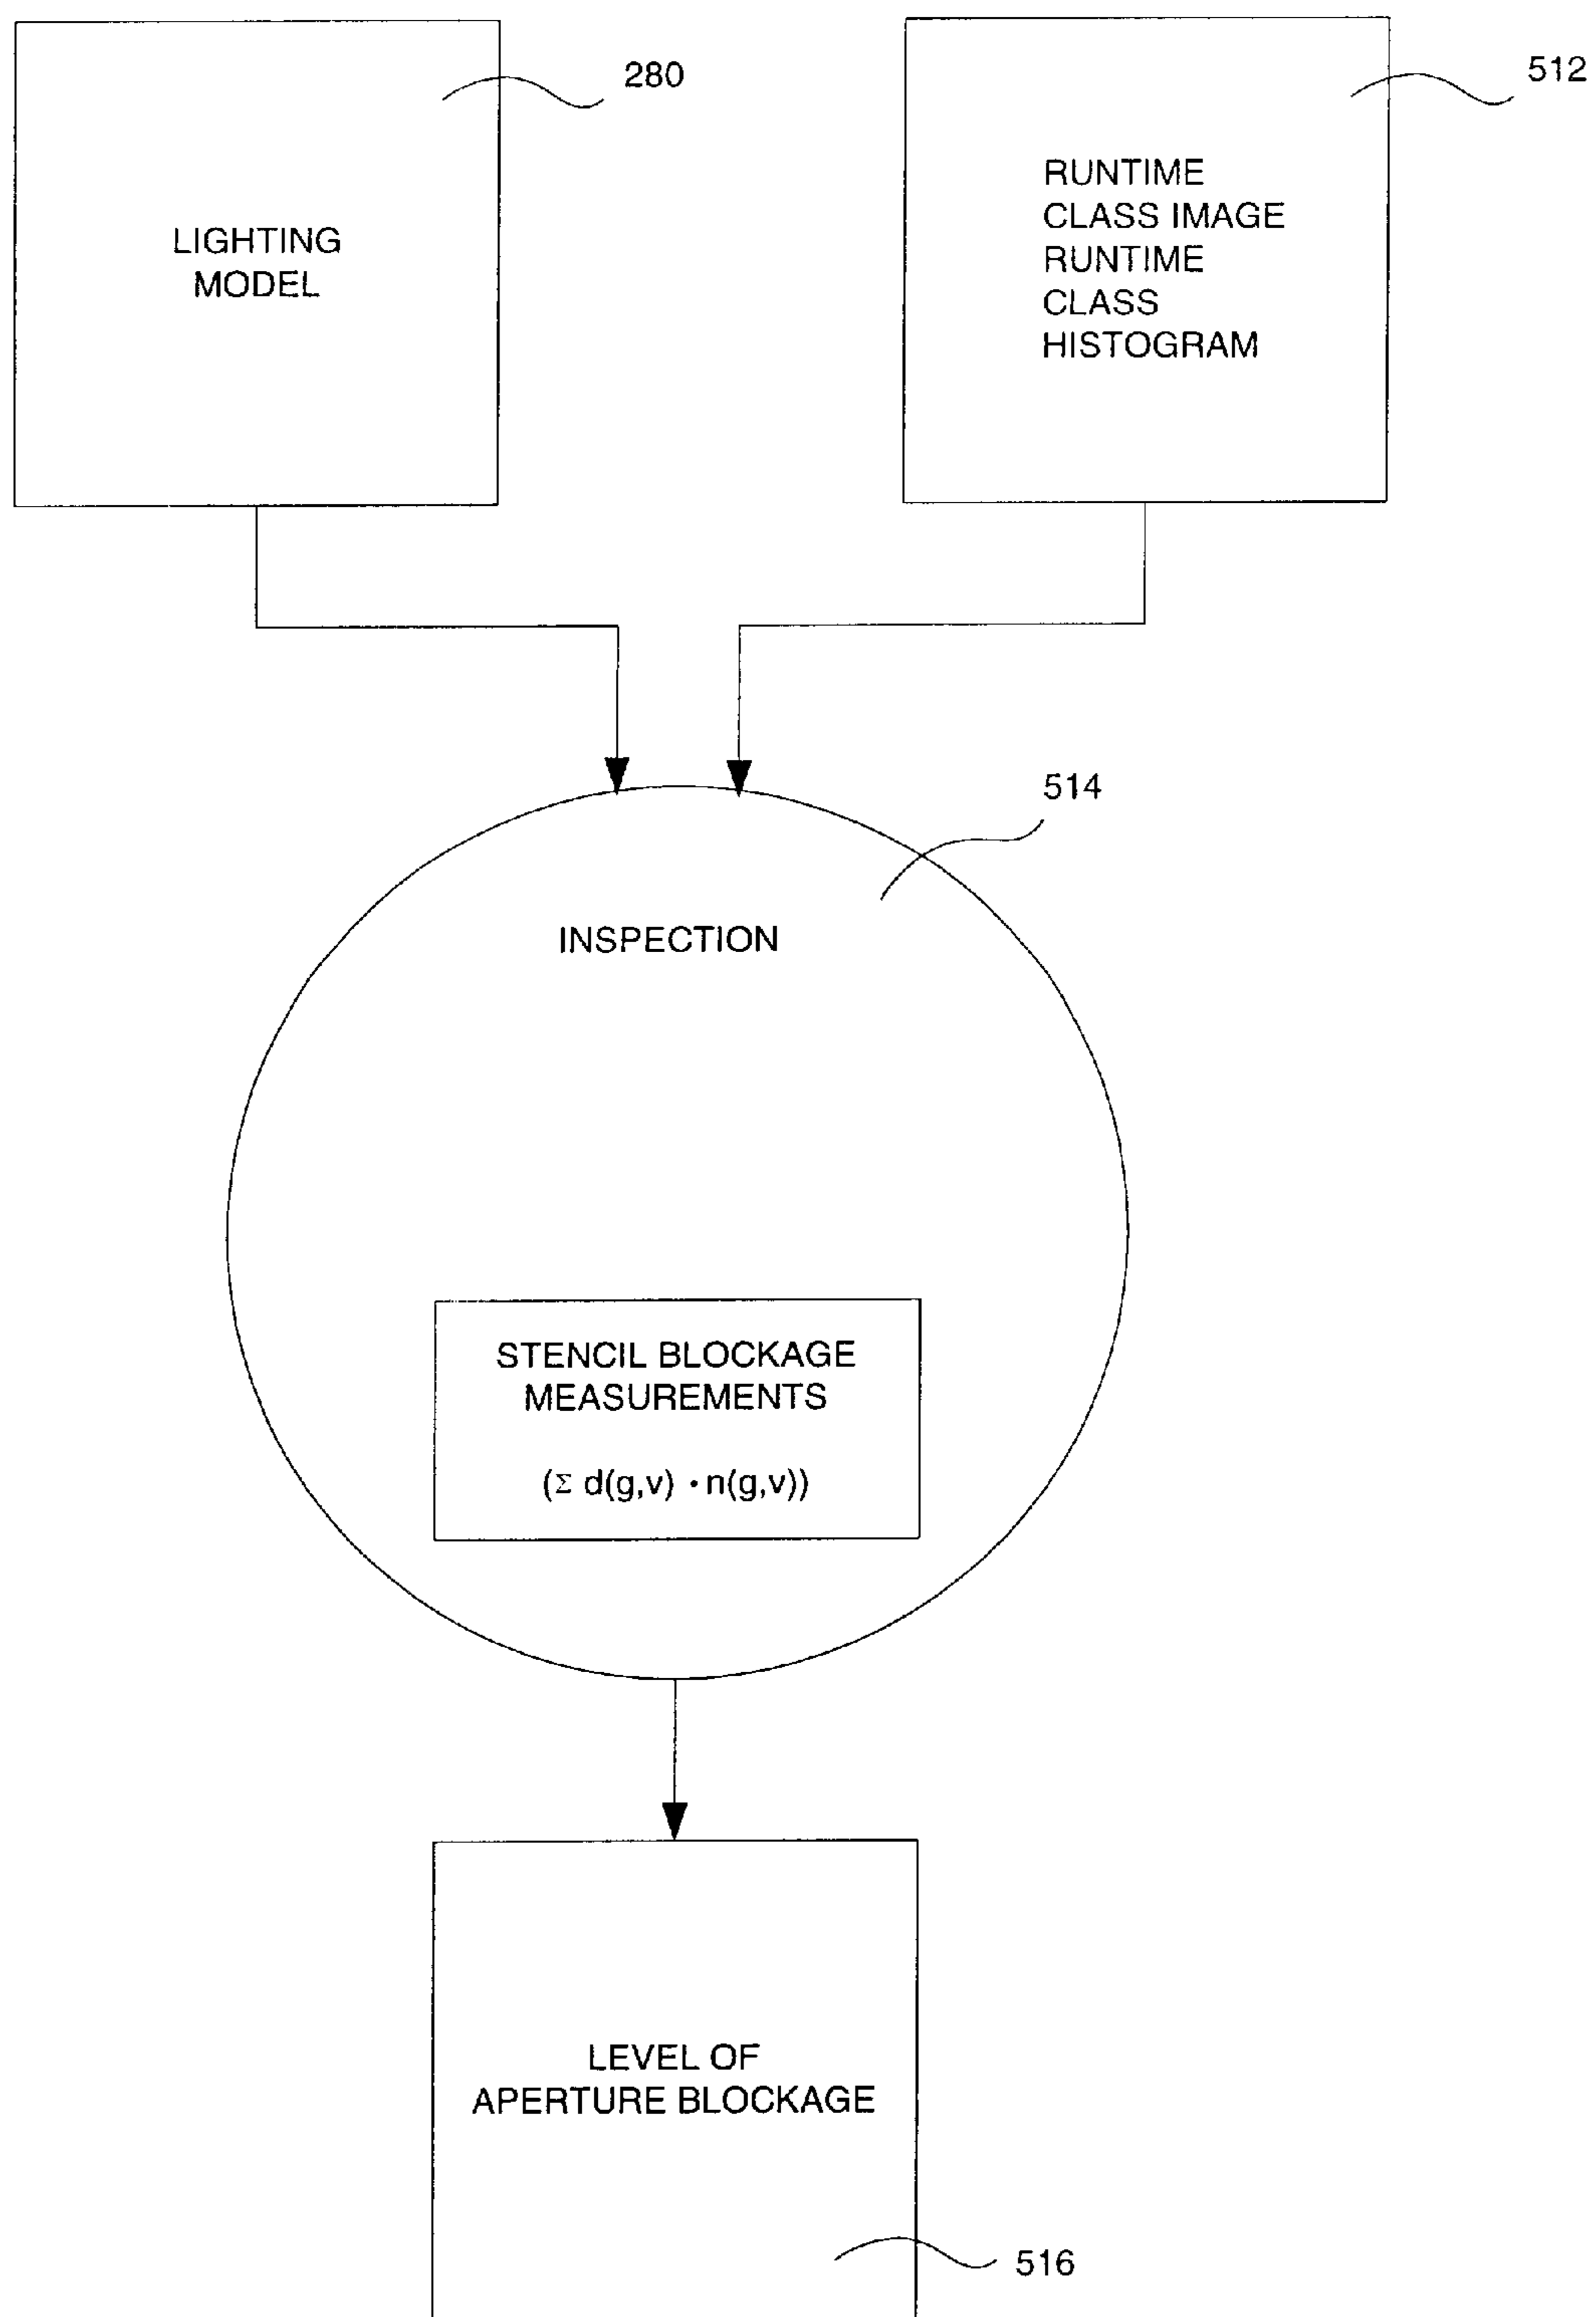 280
512
LIGHTING
MODEL
RUNTIME
CLASS IMAGE
RUNTIME
CLASS
HISTOGRAM
514
INSPECTION
STENCIL BLOCKAGE
MEASUREMENTS
(Σ d(g,v) · n(g,v))
LEVEL OF
APERTURE BLOCKAGE
516